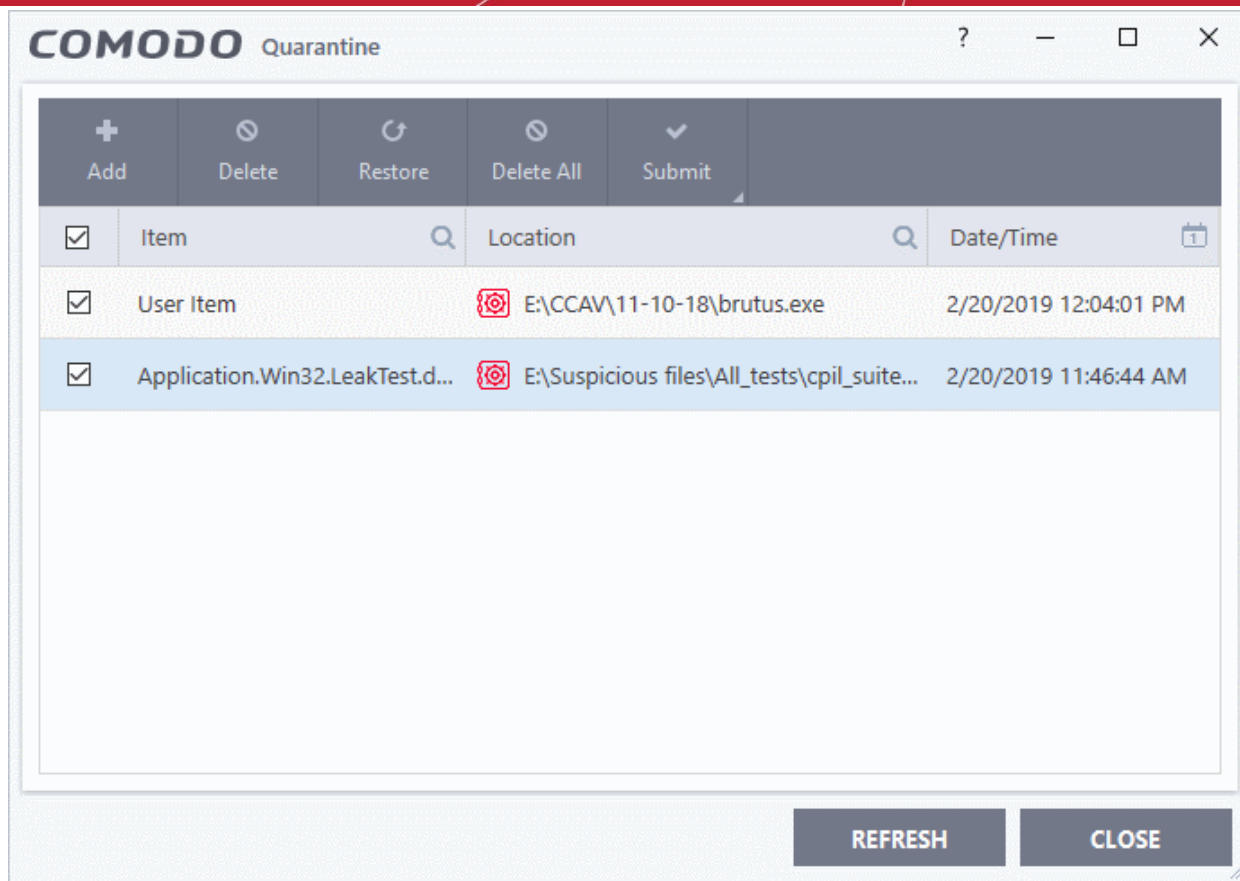 COMODO Quarantine ?
Add Delete Restore Delete All Submit
Item Location Date/Time 1
User Item E:\CCAV\11-10-18\brutus.exe 2/20/2019 12:04:01 PM
Application.Win32.LeakTest.d... E:\Suspicious files\All_tests\cpil_suite... 2/20/2019 11:46:44 AM
REFRESH CLOSE